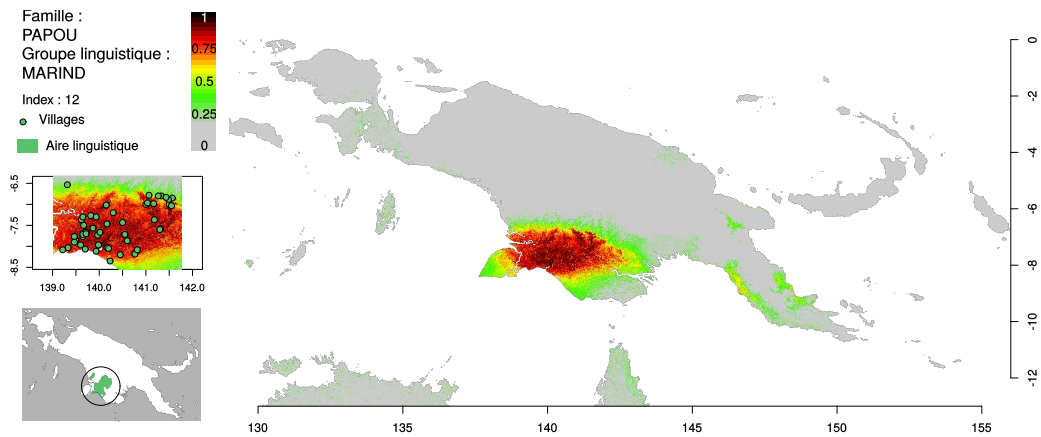 Famille :
PAPOU
Groupe linguistique :
MARIND
Index : 12
Villages
Aire linguistique
1
0.75
0.5
0.25
0
-6.5
-7.5
-8.5
139.0 140.0 141.0 142.0
0
-2
-4
-6
-8
-10
-12
130 135 140 145 150 155